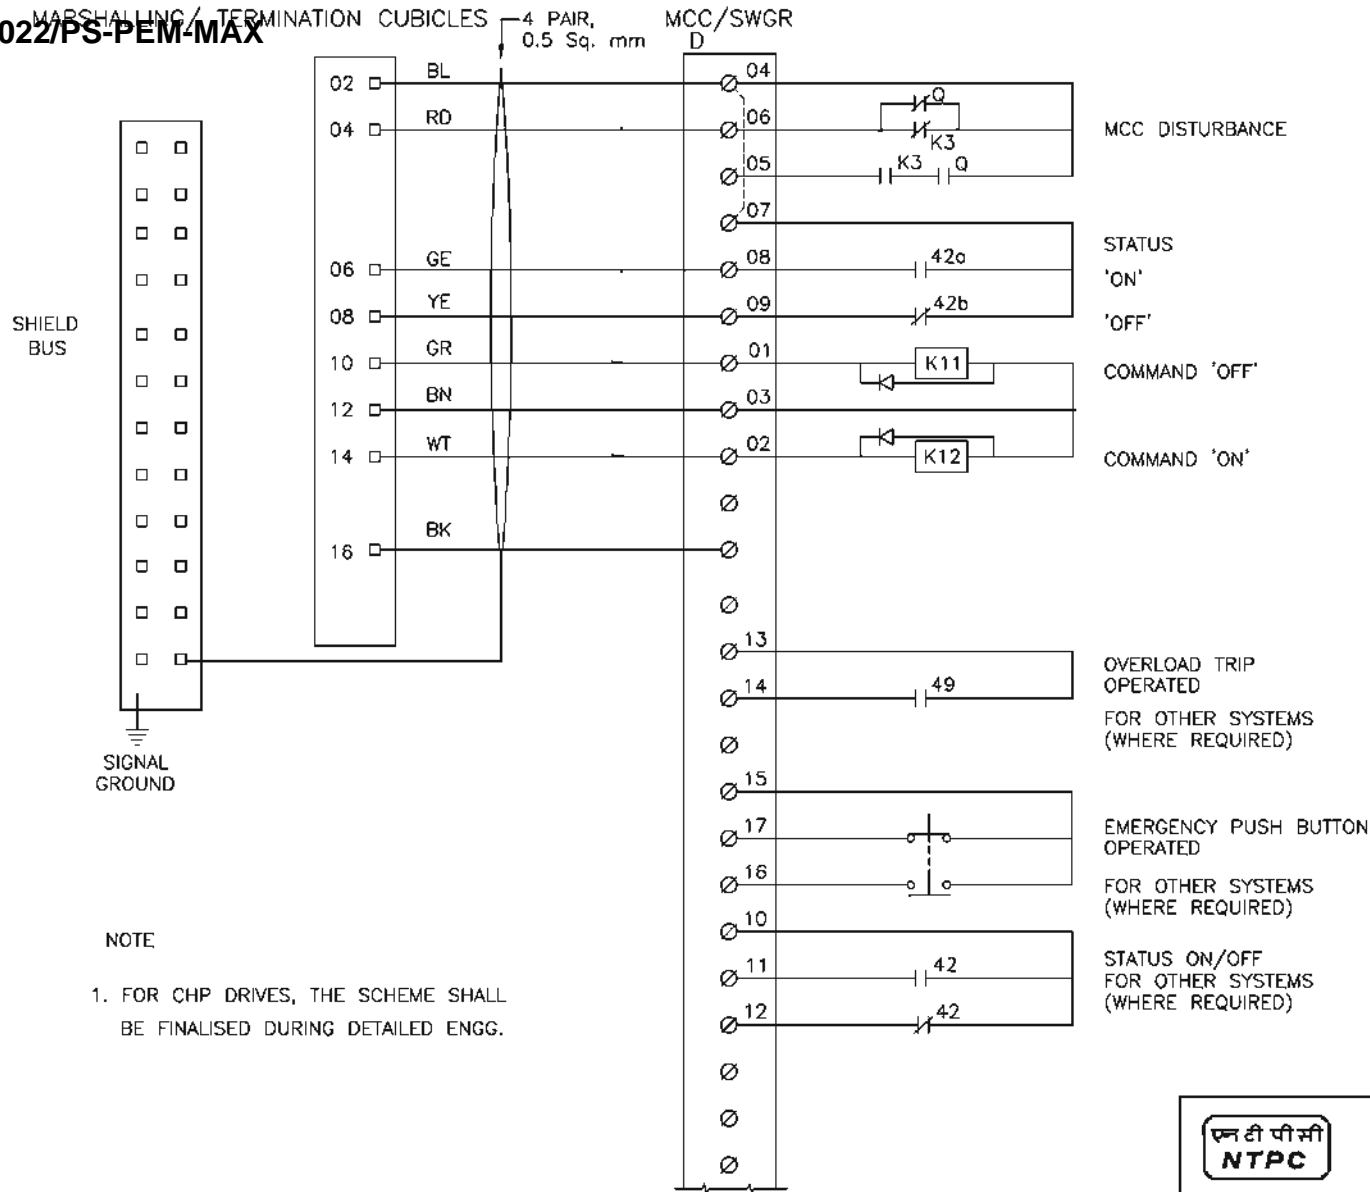 MARSHALLING/ TERMINATION CUBICLES
022/PS-PEM-MAX
4 PAIR,
0.5 Sq. mm
MCC/SWGR
D
02 BL 04
04 RD 06 Q
K3
MCC DISTURBANCE
05 K3 Q
07
STATUS
06 GE 08 42a
'ON'
08 YE 09 42b
'OFF'
SHIELD
BUS
10 GR 01 K11
COMMAND 'OFF'
12 BN 03
14 WT 02 K12
COMMAND 'ON'
16 BK
13
14 49
OVERLOAD TRIP
OPERATED
FOR OTHER SYSTEMS
(WHERE REQUIRED)
SIGNAL
GROUND
15
17
EMERGENCY PUSH BUTTON
OPERATED
16
FOR OTHER SYSTEMS
(WHERE REQUIRED)
10
11 42
12 42
STATUS ON/OFF
FOR OTHER SYSTEMS
(WHERE REQUIRED)
NOTE
1. FOR CHP DRIVES, THE SCHEME SHALL
BE FINALISED DURING DETAILED ENGG.
एन टी पी सी
NTPC